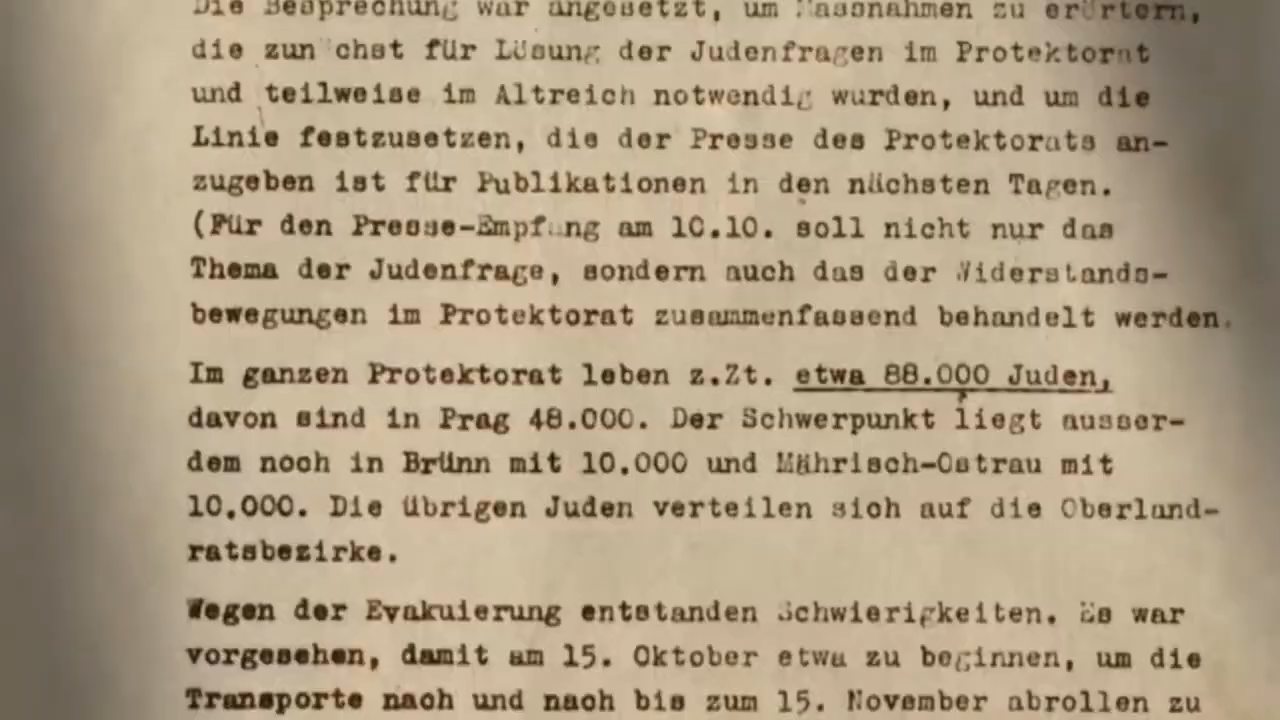 Die Besprechung war angesetzt, um Massnahmen zu erörtern,
die zunächst für Lösung der Judenfragen im Protektorat
und teilweise im Altreich notwendig wurden, und um die
Linie festzusetzen, die der Presse des Protektorats an-
zugeben ist für Publikationen in den nächsten Tagen.
(Für den Presse-Empfang am 10.10. soll nicht nur das
Thema der Judenfrage, sondern auch das der Widerstands-
bewegungen im Protektorat zusammenfassend behandelt werden.
Im ganzen Protektorat leben z.Zt. etwa 88.000 Juden,
davon sind in Prag 48.000. Der Schwerpunkt liegt ausser-
dem noch in Brünn mit 10.000 und Mährisch-Ostrau mit
10.000. Die übrigen Juden verteilen sich auf die Oberland-
ratsbezirke.
Wegen der Evakuierung entstanden Schwierigkeiten. Es war
vorgesehen, damit am 15. Oktober etwa zu beginnen, um die
Transporte nach und nach bis zum 15. November abrollen zu